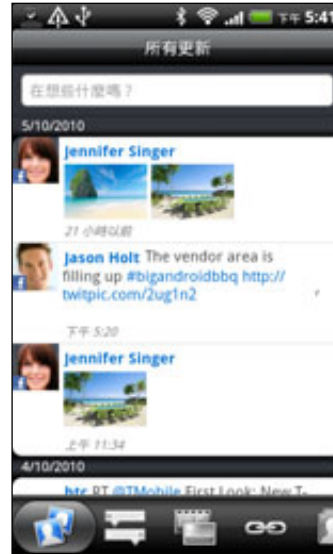 下午 5:41
所有更新
在想些什麼嗎？
5/10/2010
Jennifer Singer
21 小時以前
Jason Holt The vendor area is
filling up #bigandroidbbq http://
twitpic.com/2ug1n2
下午 5:20
Jennifer Singer
上午 11:34
4/10/2010
htc RT @TMobile First Look: New T-